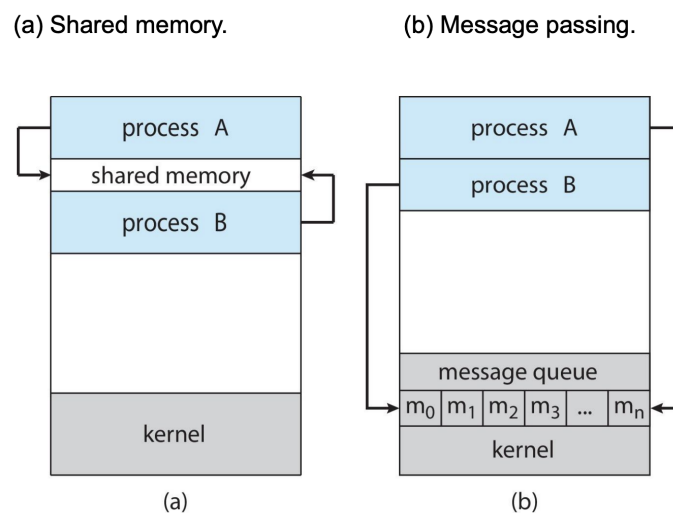 (a) Shared memory.
(b) Message passing.
process A
shared memory
process B
kernel
(a)
process A
process B
message queue
m0 m1 m2 m3 ... mn
kernel
(b)